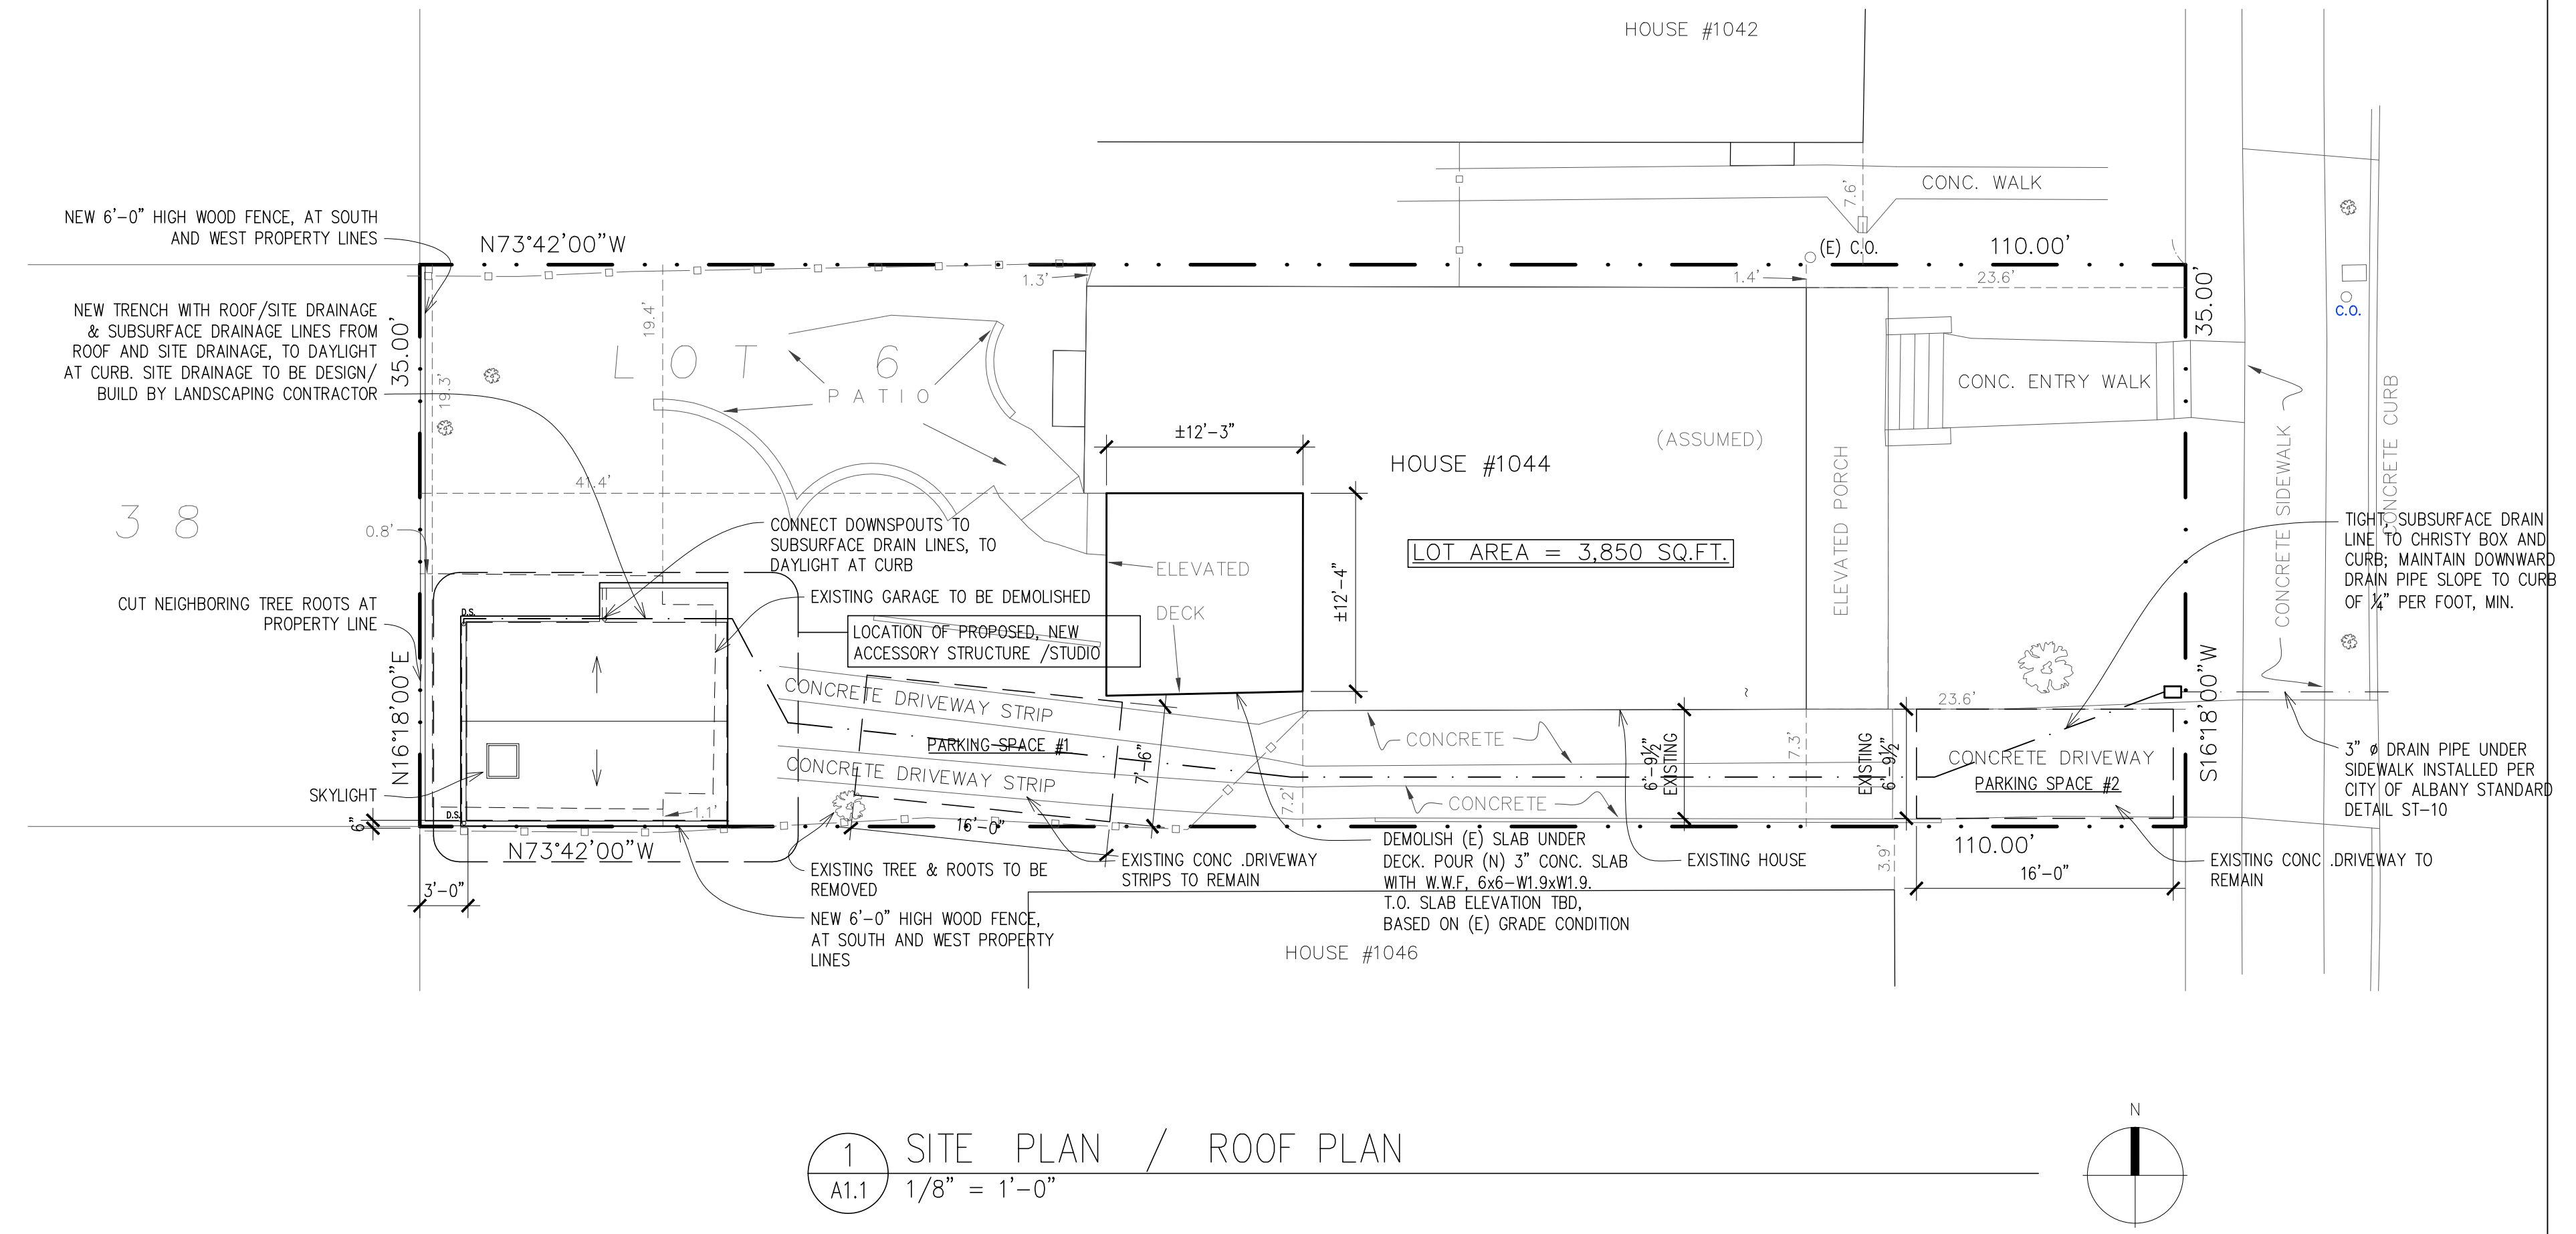 HOUSE #1042
CONC. WALK
7.6'
NEW 6'-0" HIGH WOOD FENCE, AT SOUTH
AND WEST PROPERTY LINES
N73°42'00"W
(E) C.O.
110.00'
1.3'
1.4'
23.6'
35.00'
C.O.
NEW TRENCH WITH ROOF/SITE DRAINAGE
& SUBSURFACE DRAINAGE LINES FROM
ROOF AND SITE DRAINAGE, TO DAYLIGHT
AT CURB. SITE DRAINAGE TO BE DESIGN/
BUILD BY LANDSCAPING CONTRACTOR
35.00'
19.3'
19.4'
LOT 6
PATIO
CONC. ENTRY WALK
CONCRETE CURB
CONCRETE SIDEWALK
±12'-3"
(ASSUMED)
HOUSE #1044
ELEVATED PORCH
41.4'
38
0.8'
CONNECT DOWNSPOUTS TO
SUBSURFACE DRAIN LINES, TO
DAYLIGHT AT CURB
ELEVATED
DECK
±12'-4"
LOT AREA = 3,850 SQ.FT.
TIGHT, SUBSURFACE DRAIN
LINE TO CHRISTY BOX AND
CURB; MAINTAIN DOWNWARD
DRAIN PIPE SLOPE TO CURB
OF ¼" PER FOOT, MIN.
CUT NEIGHBORING TREE ROOTS AT
PROPERTY LINE
D.S.
EXISTING GARAGE TO BE DEMOLISHED
LOCATION OF PROPOSED, NEW
ACCESSORY STRUCTURE /STUDIO
N16°18'00"E
S16°18'00"W
CONCRETE DRIVEWAY STRIP
PARKING SPACE #1
CONCRETE DRIVEWAY STRIP
7'-6"
CONCRETE
CONCRETE
7.2'
6'-9½"
EXISTING
7.3'
EXISTING
6'-9½"
23.6'
CONCRETE DRIVEWAY
PARKING SPACE #2
3" ø DRAIN PIPE UNDER
SIDEWALK INSTALLED PER
CITY OF ALBANY STANDARD
DETAIL ST-10
SKYLIGHT
6"
D.S.
1.1'
16'-0"
N73°42'00"W
110.00'
3'-0"
EXISTING TREE & ROOTS TO BE
REMOVED
EXISTING CONC .DRIVEWAY
STRIPS TO REMAIN
DEMOLISH (E) SLAB UNDER
DECK. POUR (N) 3" CONC. SLAB
WITH W.W.F, 6x6-W1.9xW1.9.
T.O. SLAB ELEVATION TBD,
BASED ON (E) GRADE CONDITION
EXISTING HOUSE
3.9'
16'-0"
EXISTING CONC .DRIVEWAY TO
REMAIN
NEW 6'-0" HIGH WOOD FENCE,
AT SOUTH AND WEST PROPERTY
LINES
HOUSE #1046
1
A1.1
SITE PLAN / ROOF PLAN
1/8" = 1'-0"
N